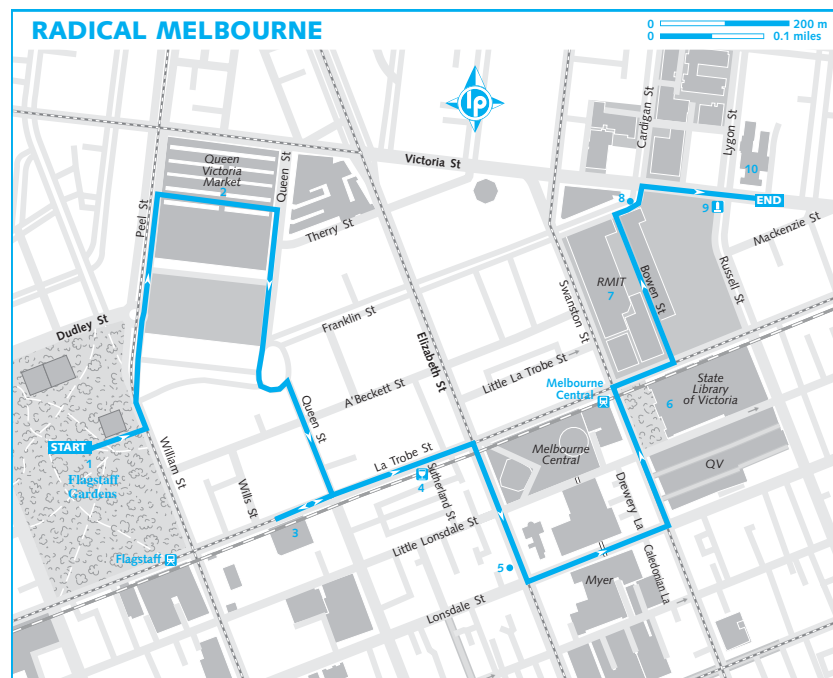 RADICAL MELBOURNE
0 200 m
0 0.1 miles
lp
Cardigan St
Lygon St
10
Victoria St
Queen
Victoria
Market
2
Queen St
Peel St
8
END
9
Mackenzie St
Therry St
RMIT
7
Bowen St
Russell St
Swanston St
Franklin St
Dudley St
Elizabeth St
Little La Trobe St
A'Beckett St
Melbourne
Central
State
Library
of Victoria
6
START
1
Flagstaff
Gardens
Queen St
William St
La Trobe St
Melbourne
Central
QV
Wills St
4
Sutherland St
Drewery La
3
Little Lonsdale St
Flagstaff
5
Caledonian La
Myer
Lonsdale St